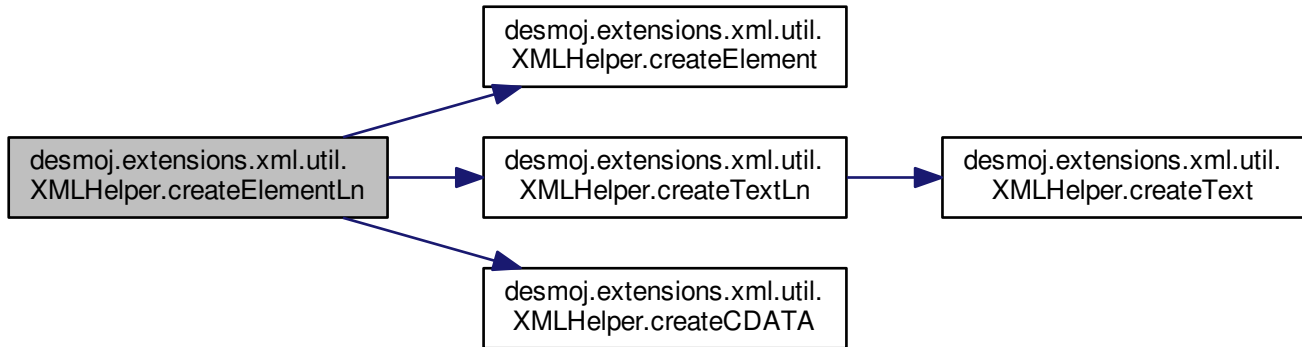 desmoj.extensions.xml.util.
XMLHelper.createElement
desmoj.extensions.xml.util.
XMLHelper.createElementLn
desmoj.extensions.xml.util.
XMLHelper.createTextLn
desmoj.extensions.xml.util.
XMLHelper.createText
desmoj.extensions.xml.util.
XMLHelper.createCDATA